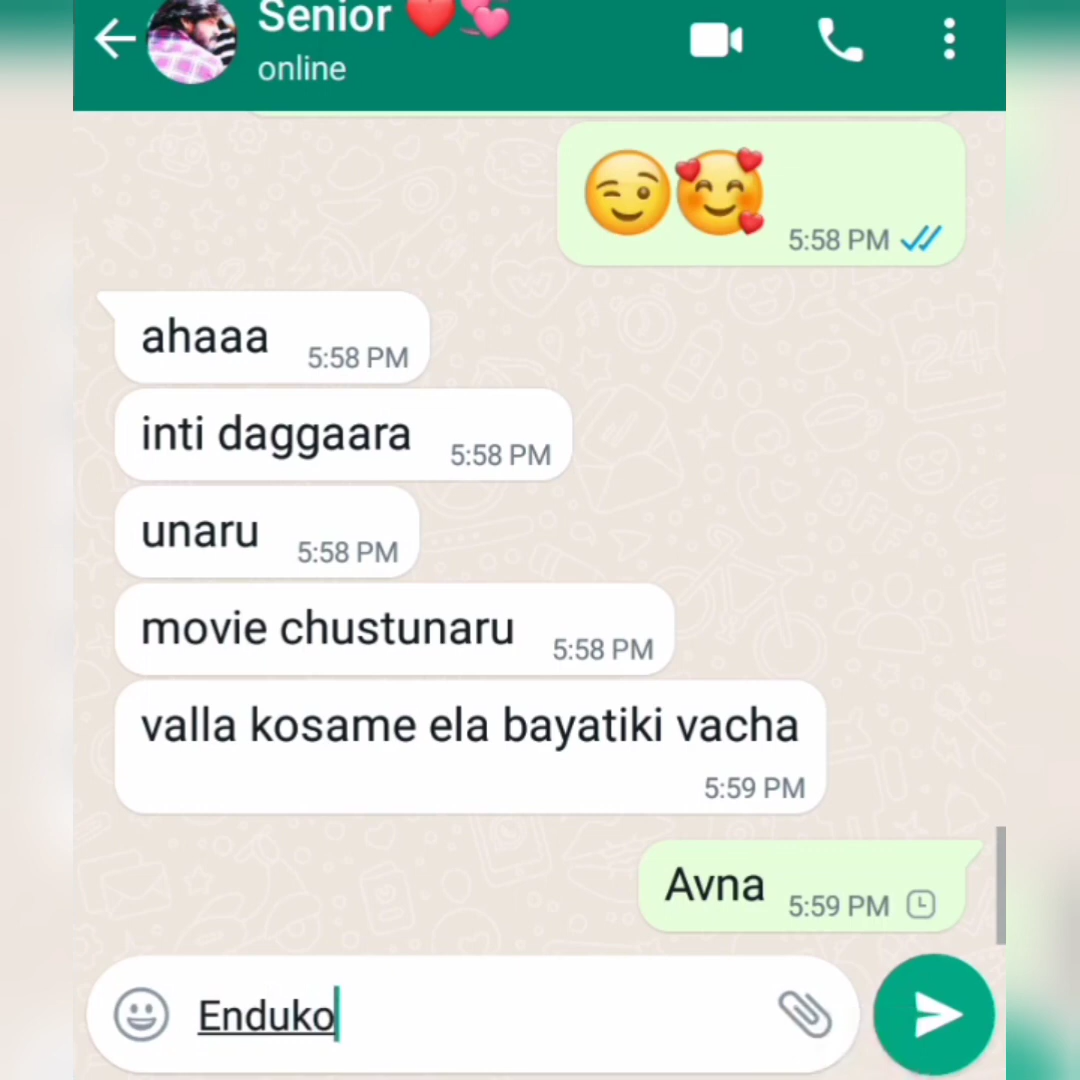 Senior ❤️💞
online
😉🥰
5:58 PM
ahaaa 5:58 PM
inti daggaara 5:58 PM
unaru 5:58 PM
movie chustunaru 5:58 PM
valla kosame ela bayatiki vacha
5:59 PM
Avna 5:59 PM
Enduko